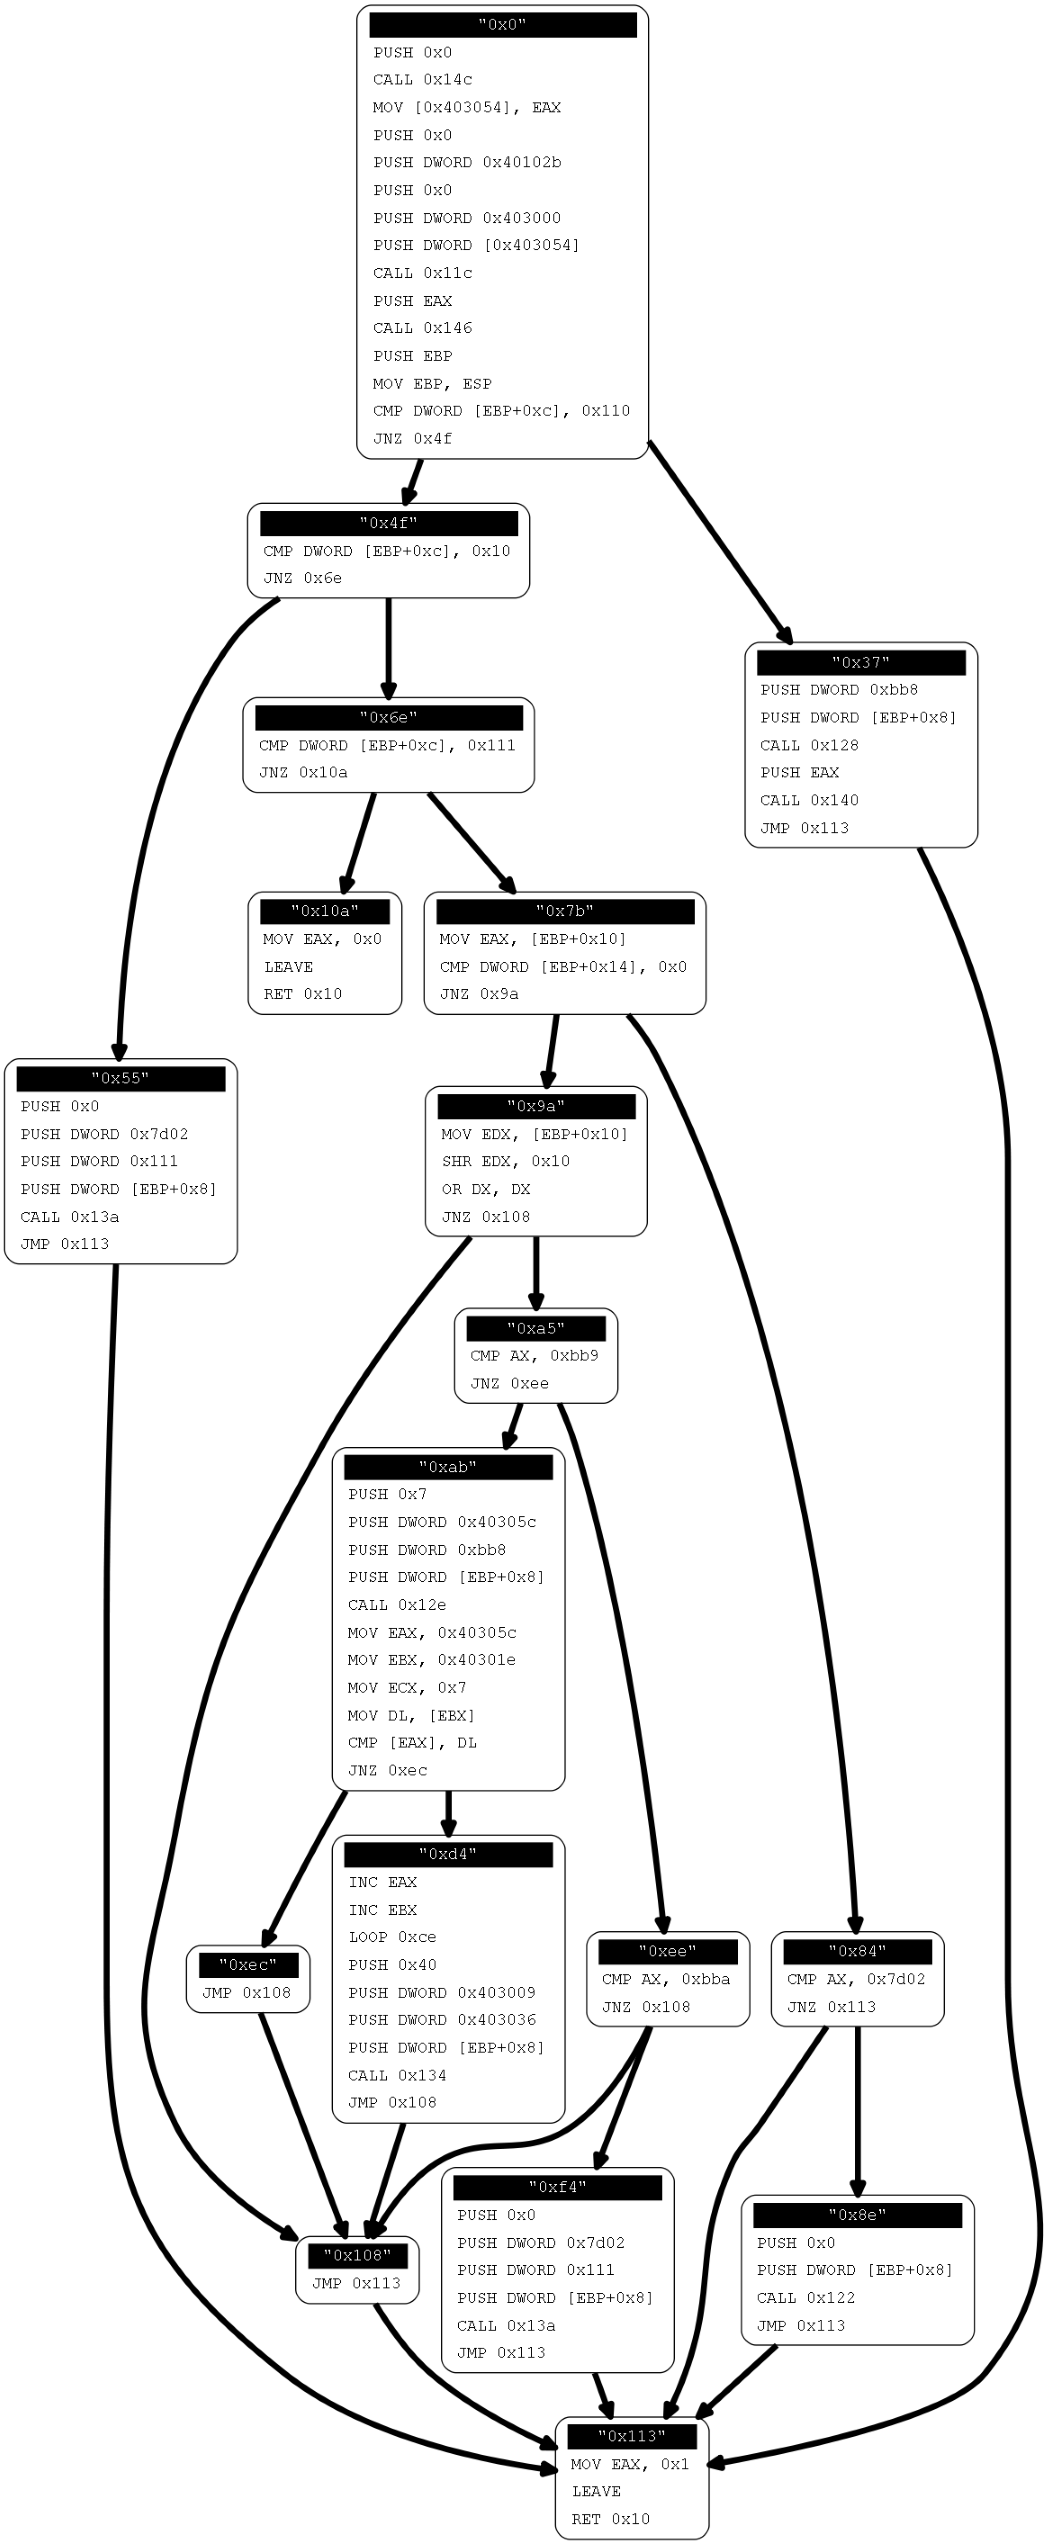 "0x0"
PUSH 0x0
CALL 0x14c
MOV [0x403054], EAX
PUSH 0x0
PUSH DWORD 0x40102b
PUSH 0x0
PUSH DWORD 0x403000
PUSH DWORD [0x403054]
CALL 0x11c
PUSH EAX
CALL 0x146
PUSH EBP
MOV EBP, ESP
CMP DWORD [EBP+0xc], 0x110
JNZ 0x4f
"0x4f"
CMP DWORD [EBP+0xc], 0x10
JNZ 0x6e
"0x37"
PUSH DWORD 0xbb8
PUSH DWORD [EBP+0x8]
CALL 0x128
PUSH EAX
CALL 0x140
JMP 0x113
"0x6e"
CMP DWORD [EBP+0xc], 0x111
JNZ 0x10a
"0x10a"
MOV EAX, 0x0
LEAVE
RET 0x10
"0x7b"
MOV EAX, [EBP+0x10]
CMP DWORD [EBP+0x14], 0x0
JNZ 0x9a
"0x55"
PUSH 0x0
PUSH DWORD 0x7d02
PUSH DWORD 0x111
PUSH DWORD [EBP+0x8]
CALL 0x13a
JMP 0x113
"0x9a"
MOV EDX, [EBP+0x10]
SHR EDX, 0x10
OR DX, DX
JNZ 0x108
"0xa5"
CMP AX, 0xbb9
JNZ 0xee
"0xab"
PUSH 0x7
PUSH DWORD 0x40305c
PUSH DWORD 0xbb8
PUSH DWORD [EBP+0x8]
CALL 0x12e
MOV EAX, 0x40305c
MOV EBX, 0x40301e
MOV ECX, 0x7
MOV DL, [EBX]
CMP [EAX], DL
JNZ 0xec
"0xd4"
INC EAX
INC EBX
LOOP 0xce
PUSH 0x40
PUSH DWORD 0x403009
PUSH DWORD 0x403036
PUSH DWORD [EBP+0x8]
CALL 0x134
JMP 0x108
"0xec"
JMP 0x108
"0xee"
CMP AX, 0xbba
JNZ 0x108
"0x84"
CMP AX, 0x7d02
JNZ 0x113
"0xf4"
PUSH 0x0
PUSH DWORD 0x7d02
PUSH DWORD 0x111
PUSH DWORD [EBP+0x8]
CALL 0x13a
JMP 0x113
"0x8e"
PUSH 0x0
PUSH DWORD [EBP+0x8]
CALL 0x122
JMP 0x113
"0x108"
JMP 0x113
"0x113"
MOV EAX, 0x1
LEAVE
RET 0x10